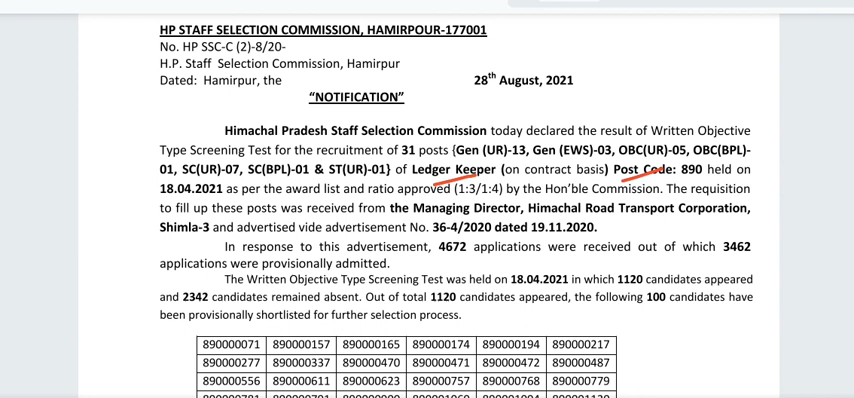 HP STAFF SELECTION COMMISSION, HAMIRPOUR-177001
No. HP SSC-C (2)-8/20-
H.P. Staff Selection Commission, Hamirpur
Dated: Hamirpur, the 28th August, 2021
“NOTIFICATION”
Himachal Pradesh Staff Selection Commission today declared the result of Written Objective
Type Screening Test for the recruitment of 31 posts {Gen (UR)-13, Gen (EWS)-03, OBC(UR)-05, OBC(BPL)-
01, SC(UR)-07, SC(BPL)-01 & ST(UR)-01} of Ledger Keeper (on contract basis) Post Code: 890 held on
18.04.2021 as per the award list and ratio approved (1:3/1:4) by the Hon’ble Commission. The requisition
to fill up these posts was received from the Managing Director, Himachal Road Transport Corporation,
Shimla-3 and advertised vide advertisement No. 36-4/2020 dated 19.11.2020.
In response to this advertisement, 4672 applications were received out of which 3462
applications were provisionally admitted.
The Written Objective Type Screening Test was held on 18.04.2021 in which 1120 candidates appeared
and 2342 candidates remained absent. Out of total 1120 candidates appeared, the following 100 candidates have
been provisionally shortlisted for further selection process.
890000071 890000157 890000165 890000174 890000194 890000217
890000277 890000337 890000470 890000471 890000472 890000487
890000556 890000611 890000623 890000757 890000768 890000779